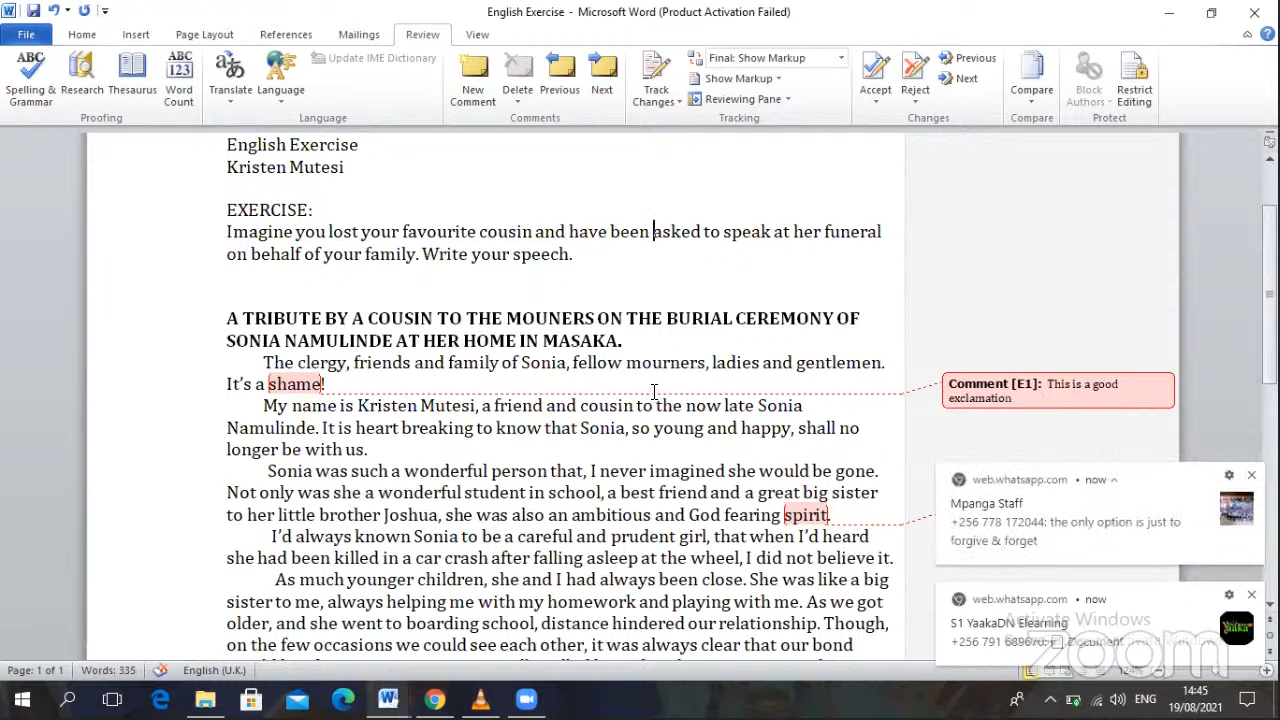 English Exercise - Microsoft Word (Product Activation Failed)
File Home Insert Page Layout References Mailings Review View
Spelling & Grammar
Research
Thesaurus
Word Count
Translate
Language
Update IME Dictionary
New Comment
Delete
Previous
Next
Track Changes
Final: Show Markup
Show Markup
Reviewing Pane
Accept
Reject
Previous
Next
Compare
Block Authors
Restrict Editing
Proofing Language Comments Tracking Changes Compare Protect
English Exercise
Kristen Mutesi
EXERCISE:
Imagine you lost your favourite cousin and have been asked to speak at her funeral
on behalf of your family. Write your speech.
A TRIBUTE BY A COUSIN TO THE MOUNERS ON THE BURIAL CEREMONY OF
SONIA NAMULINDE AT HER HOME IN MASAKA.
The clergy, friends and family of Sonia, fellow mourners, ladies and gentlemen.
It's a shame!
My name is Kristen Mutesi, a friend and cousin to the now late Sonia
Namulinde. It is heart breaking to know that Sonia, so young and happy, shall no
longer be with us.
Sonia was such a wonderful person that, I never imagined she would be gone.
Not only was she a wonderful student in school, a best friend and a great big sister
to her little brother Joshua, she was also an ambitious and God fearing spirit.
I'd always known Sonia to be a careful and prudent girl, that when I'd heard
she had been killed in a car crash after falling asleep at the wheel, I did not believe it.
As much younger children, she and I had always been close. She was like a big
sister to me, always helping me with my homework and playing with me. As we got
older, and she went to boarding school, distance hindered our relationship. Though,
on the few occasions we could see each other, it was always clear that our bond
Comment [E1]: This is a good
exclamation
web.whatsapp.com • now
Mpanga Staff
+256 778 172044: the only option is just to
forgive & forget
web.whatsapp.com • now
S1 YaakaDN Elearning
Activate Windows
Document
zoom
Page: 1 of 1 Words: 335 English (U.K.) 124%
ENG
14:45
19/08/2021